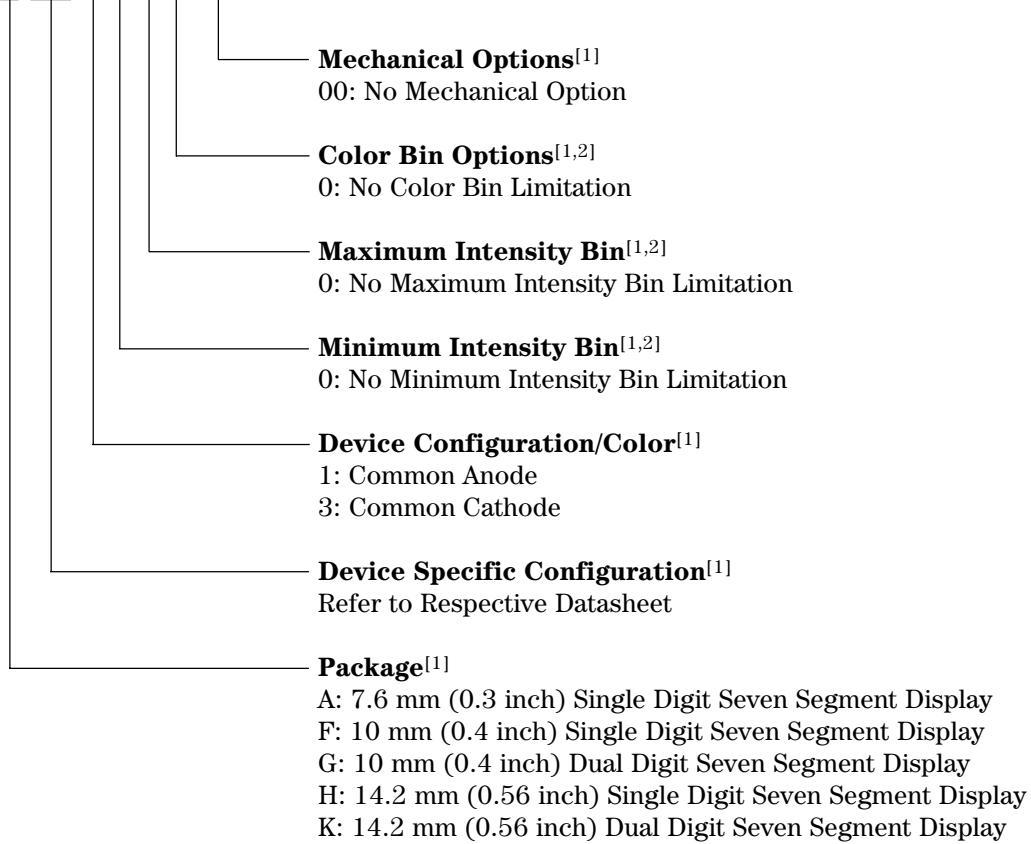 Mechanical Options[1]
00: No Mechanical Option
Color Bin Options[1,2]
0: No Color Bin Limitation
Maximum Intensity Bin[1,2]
0: No Maximum Intensity Bin Limitation
Minimum Intensity Bin[1,2]
0: No Minimum Intensity Bin Limitation
Device Configuration/Color[1]
1: Common Anode
3: Common Cathode
Device Specific Configuration[1]
Refer to Respective Datasheet
Package[1]
A: 7.6 mm (0.3 inch) Single Digit Seven Segment Display
F: 10 mm (0.4 inch) Single Digit Seven Segment Display
G: 10 mm (0.4 inch) Dual Digit Seven Segment Display
H: 14.2 mm (0.56 inch) Single Digit Seven Segment Display
K: 14.2 mm (0.56 inch) Dual Digit Seven Segment Display